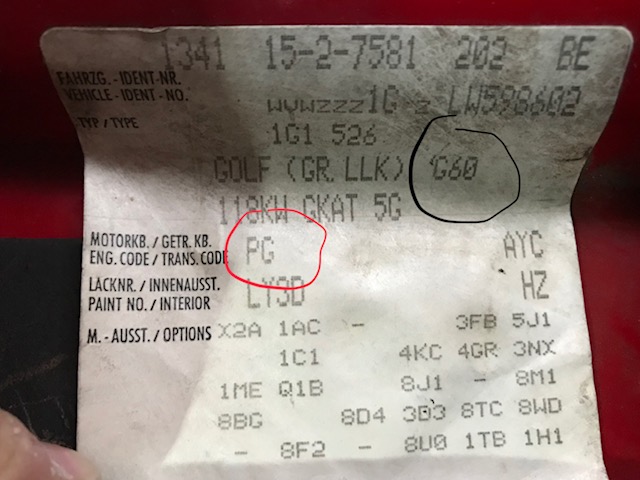 1341 15-2-7581 202 BE
FAHRZG.-IDENT-NR.
VEHICLE-IDENT-NO. WVWZZZ1G Z LW598602
TYP / TYPE 1G1 526
GOLF (GR.LLK) G60
118KW GKAT 5G
MOTORKB. / GETR. KB.
ENG. CODE / TRANS. CODE PG AYC
LACKNR. / INNENAUSST.
PAINT NO. / INTERIOR LY3D HZ
M.-AUSST. / OPTIONS X2A 1AC - 3FB 5J1
1C1 4KC 4GR 3NX
1ME Q1B 8J1 - 8M1
8BG 8D4 3D3 8TC 8WD
- 8F2 - 8U0 1TB 1H1